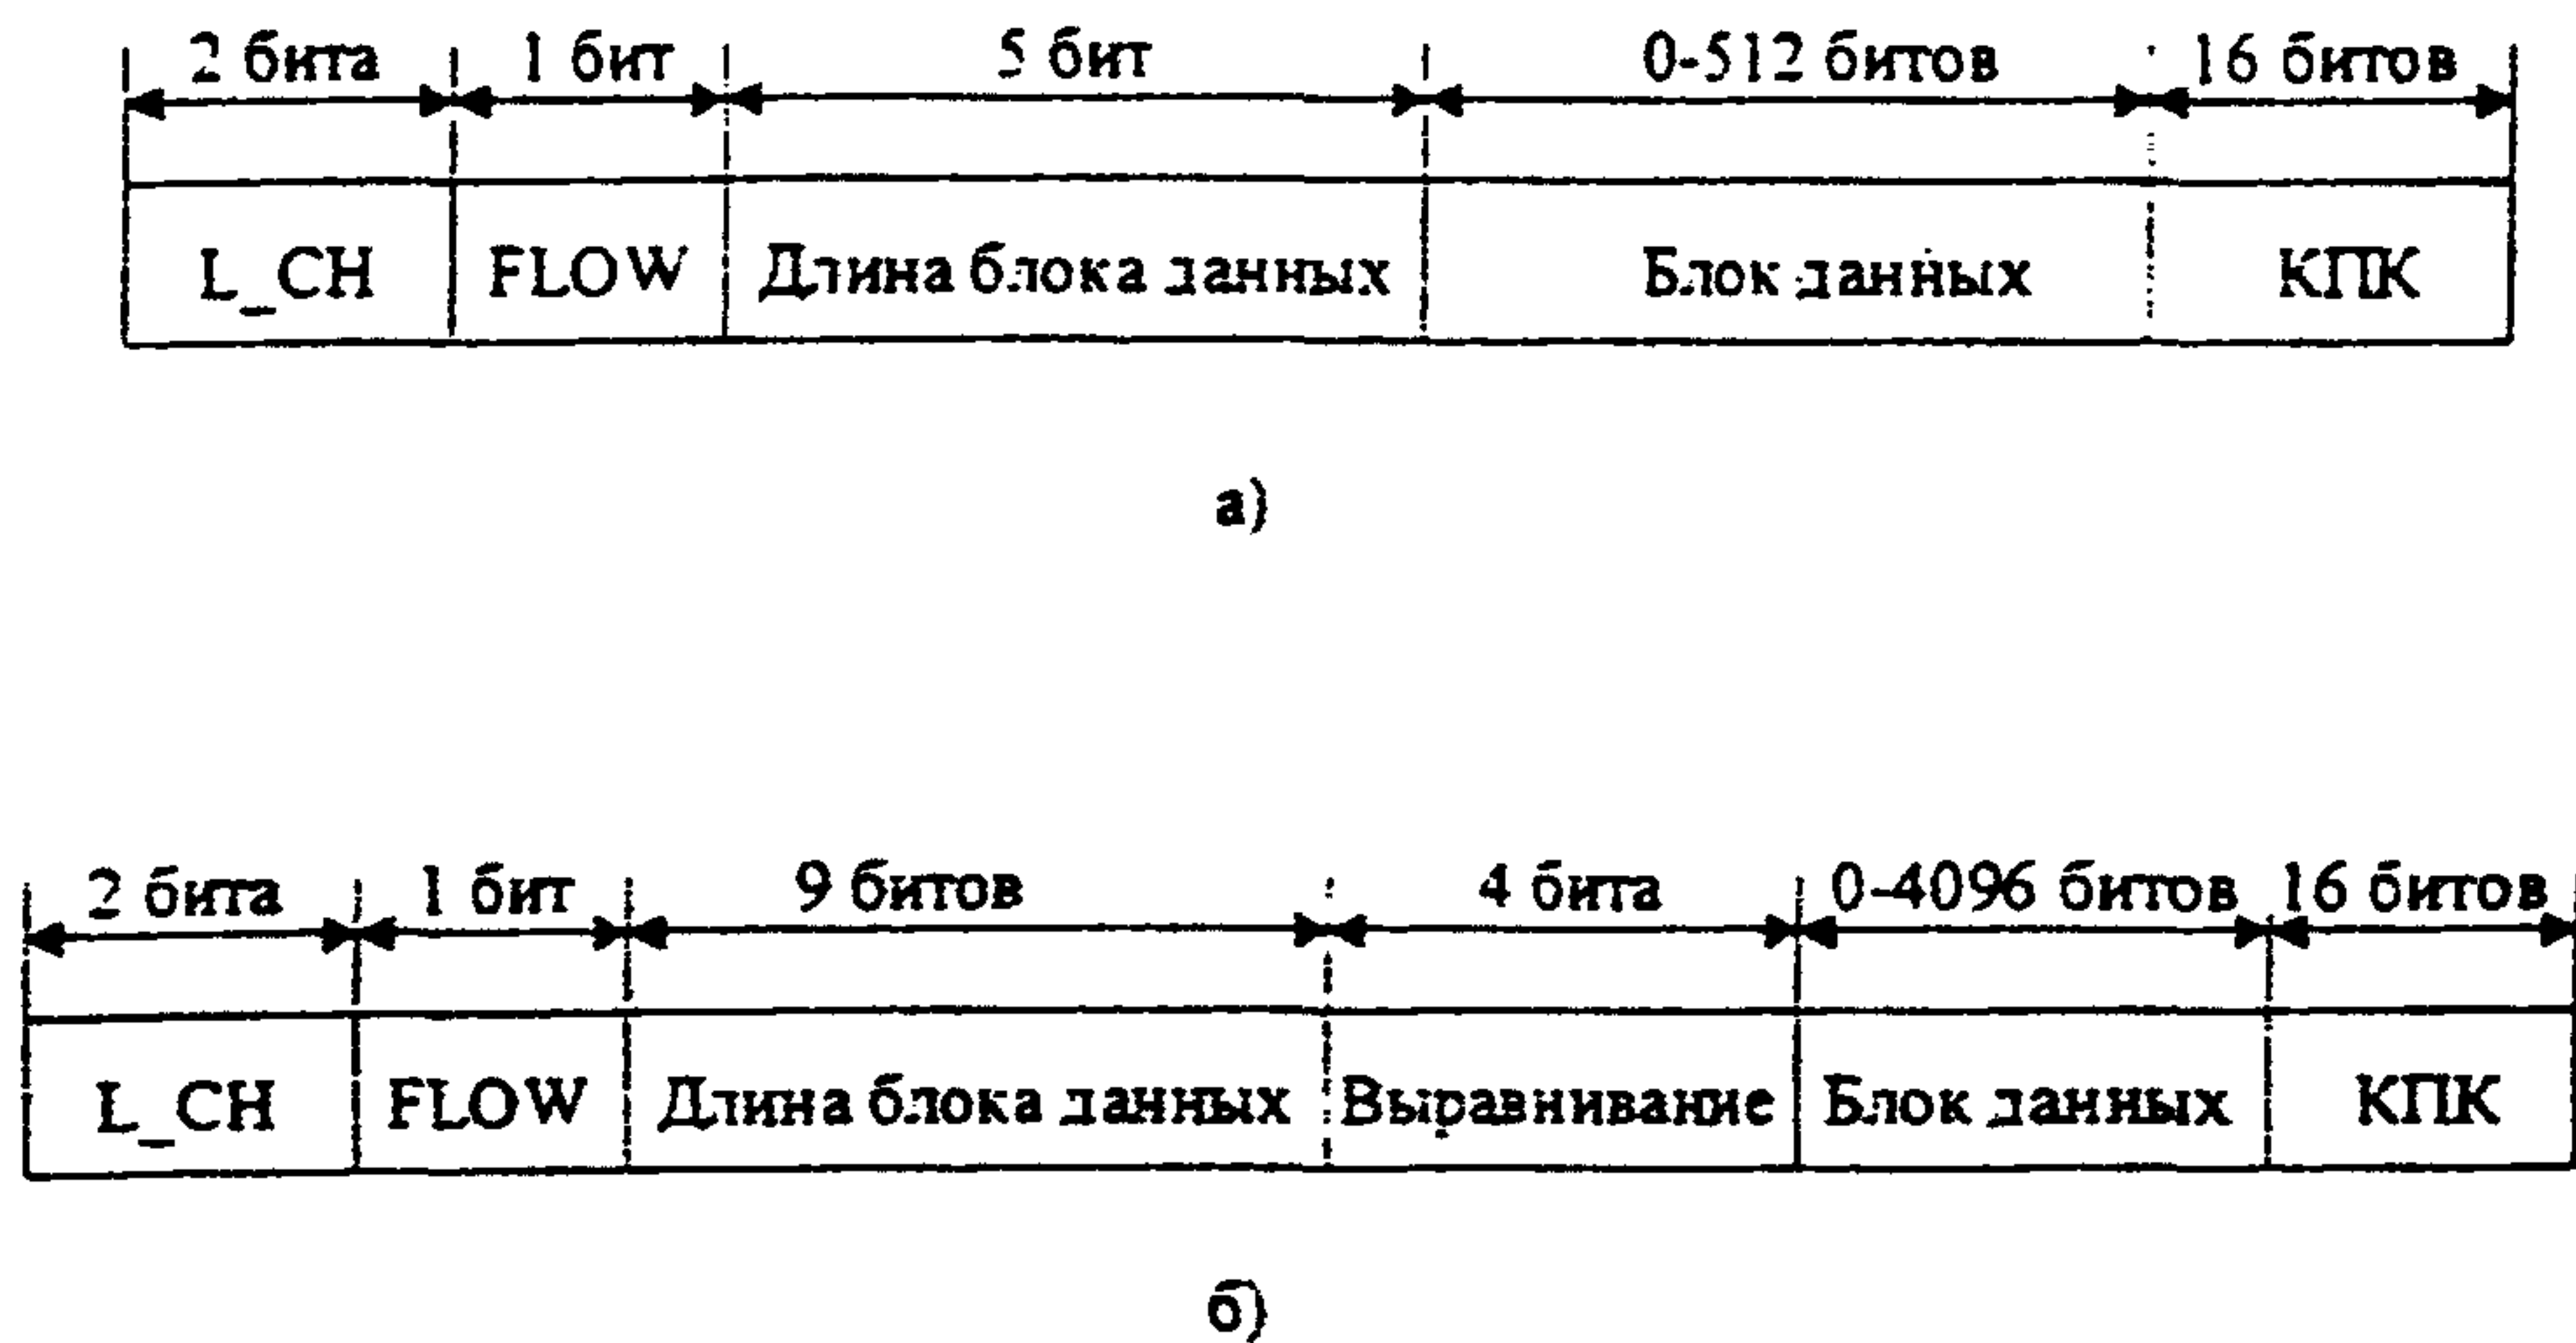 2 бита 1 бит 5 бит 0-512 битов 16 битов
L_CH FLOW Длина блока данных Блок данных КПК
а)
2 бита 1 бит 9 битов 4 бита 0-4096 битов 16 битов
L_CH FLOW Длина блока данных Выравнивание Блок данных КПК
б)